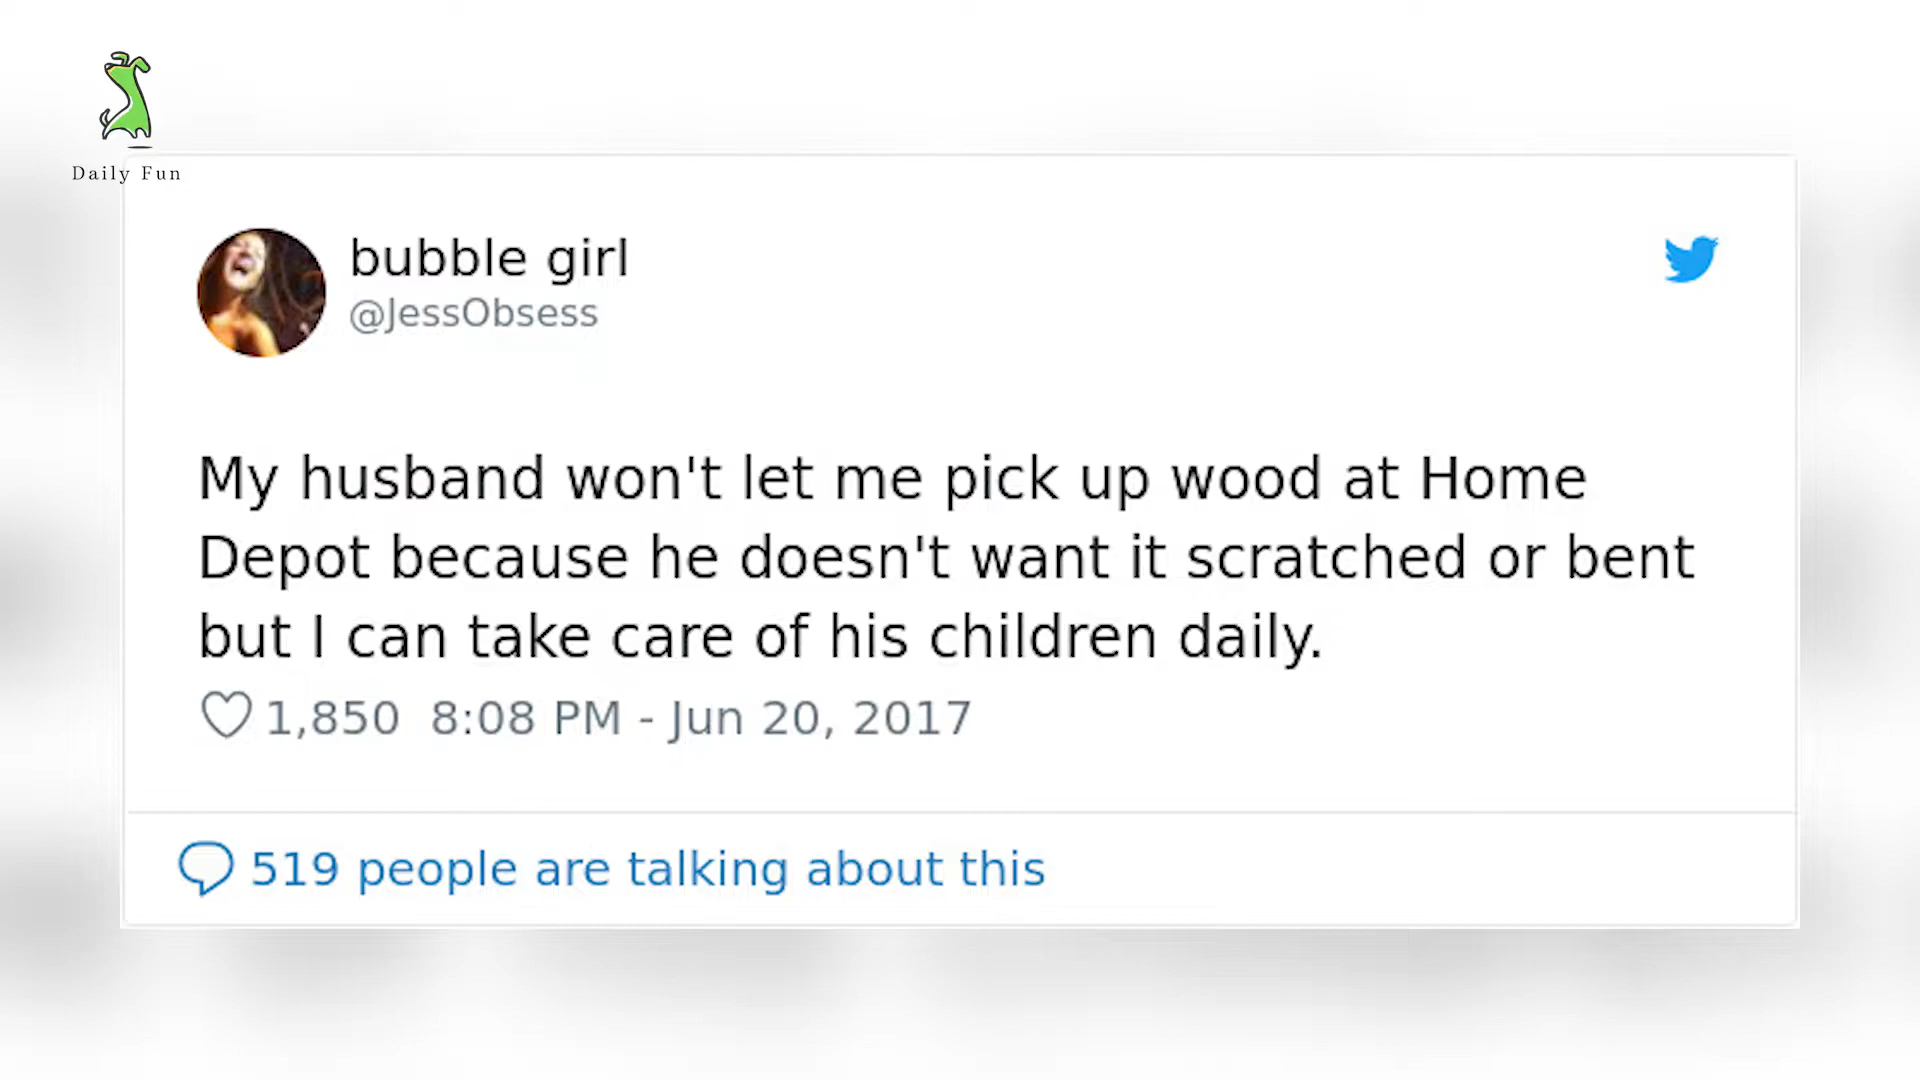 Daily Fun
bubble girl
@JessObsess
My husband won't let me pick up wood at Home
Depot because he doesn't want it scratched or bent
but I can take care of his children daily.
1,850 8:08 PM - Jun 20, 2017
519 people are talking about this